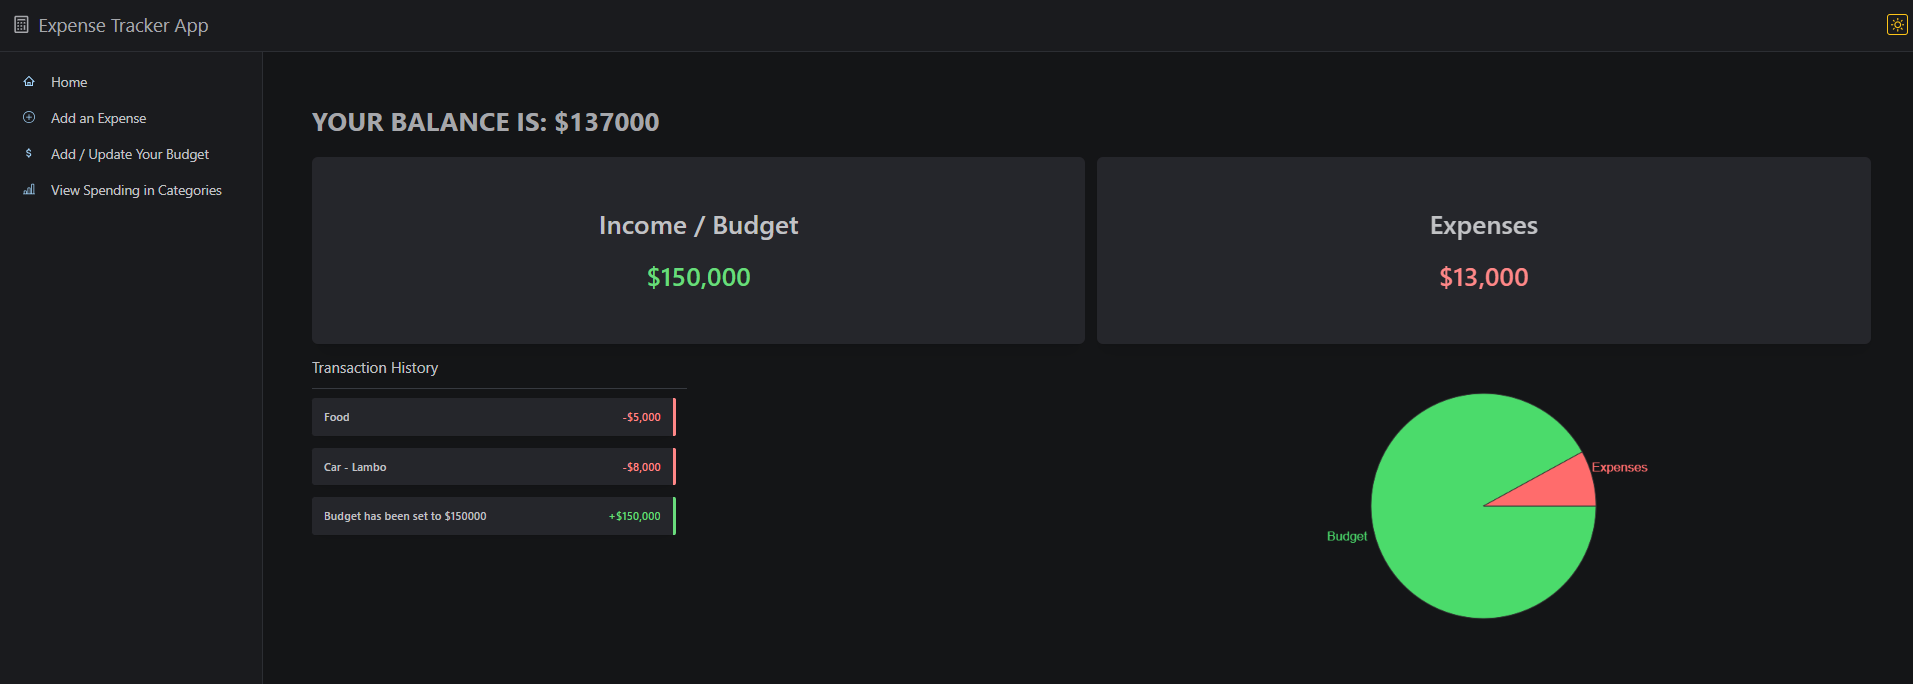 Expense Tracker App
Home
Add an Expense
Add / Update Your Budget
View Spending in Categories
YOUR BALANCE IS: $137000
Income / Budget
$150,000
Expenses
$13,000
Transaction History
Food -$5,000
Car - Lambo -$8,000
Budget has been set to $150000 +$150,000
Expenses
Budget